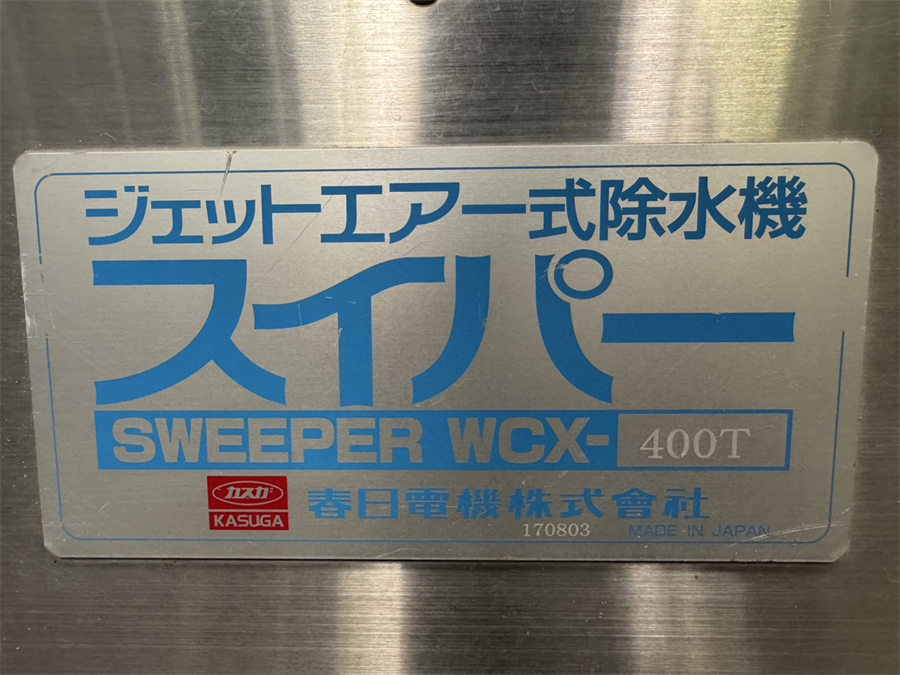 ジェットエアー式除水機
スイパー
SWEEPER WCX-400T
カスガ
KASUGA
春日電機株式會社
170803 MADE IN JAPAN